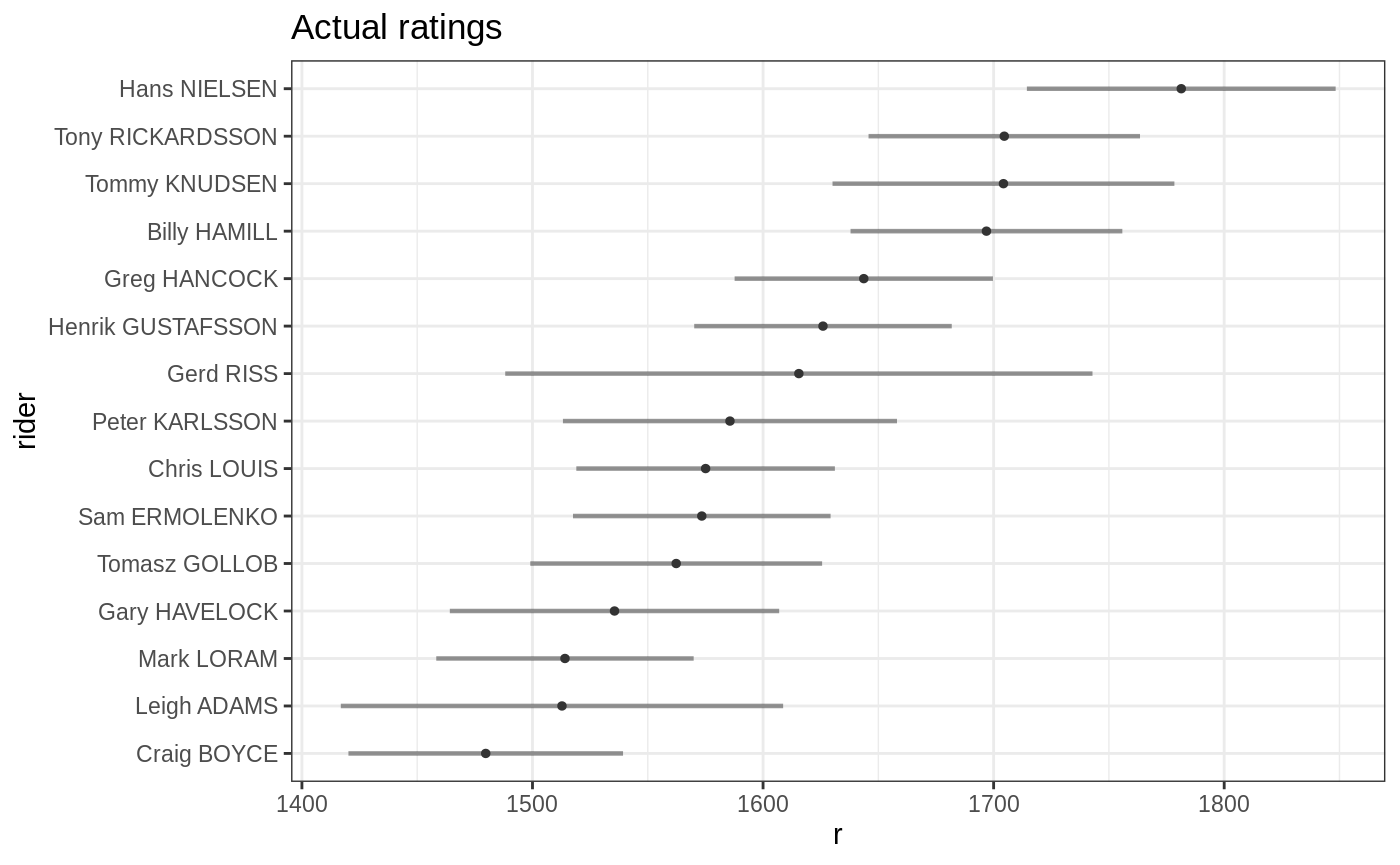 Actual ratings
Hans NIELSEN
Tony RICKARDSSON
Tommy KNUDSEN
Billy HAMILL
Greg HANCOCK
Henrik GUSTAFSSON
Gerd RISS
Peter KARLSSON
Chris LOUIS
Sam ERMOLENKO
Tomasz GOLLOB
Gary HAVELOCK
Mark LORAM
Leigh ADAMS
Craig BOYCE
rider
1400 1500 1600 1700 1800
r